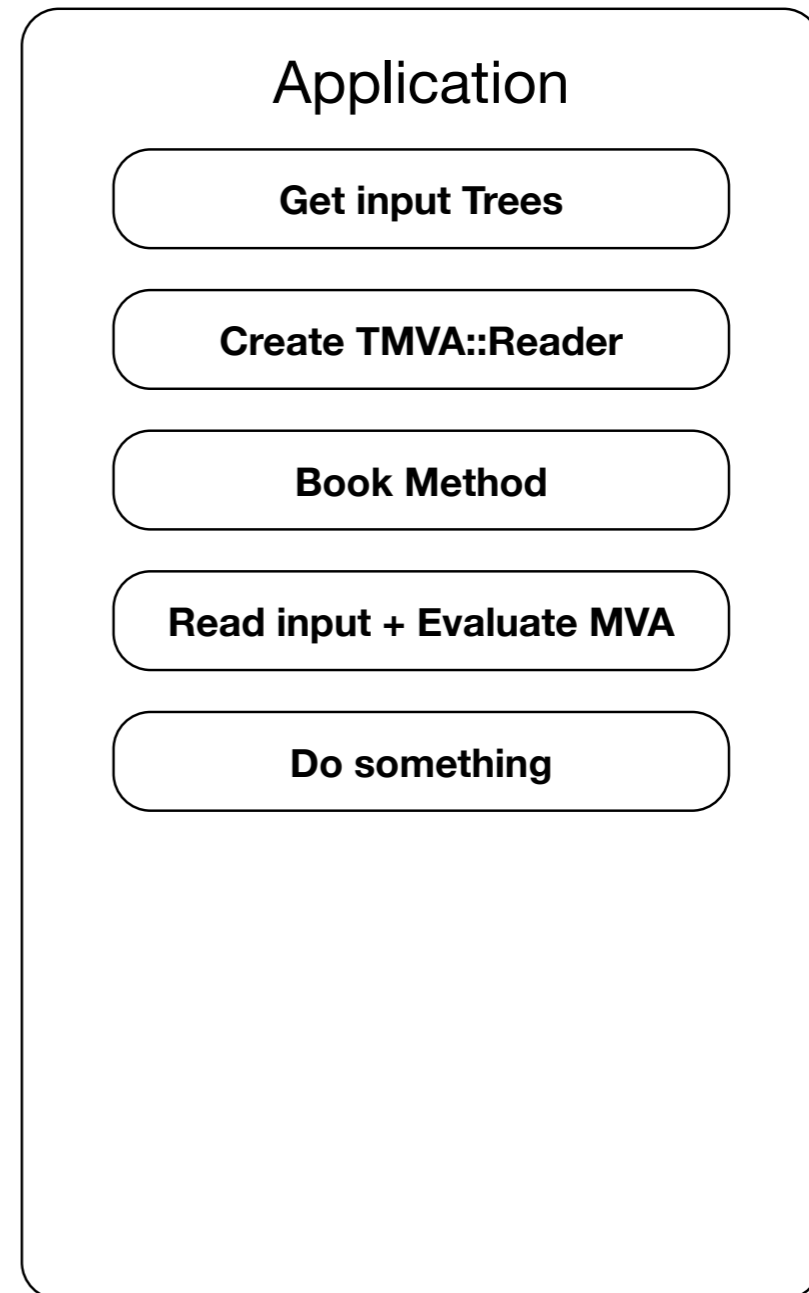 Application
Get input Trees
Create TMVA::Reader
Book Method
Read input + Evaluate MVA
Do something